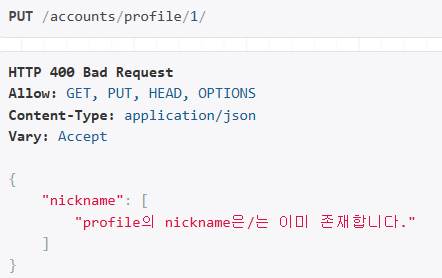 PUT /accounts/profile/1/
HTTP 400 Bad Request
Allow: GET, PUT, HEAD, OPTIONS
Content-Type: application/json
Vary: Accept
{
"nickname": [
"profile의 nickname은/는 이미 존재합니다."
]
}